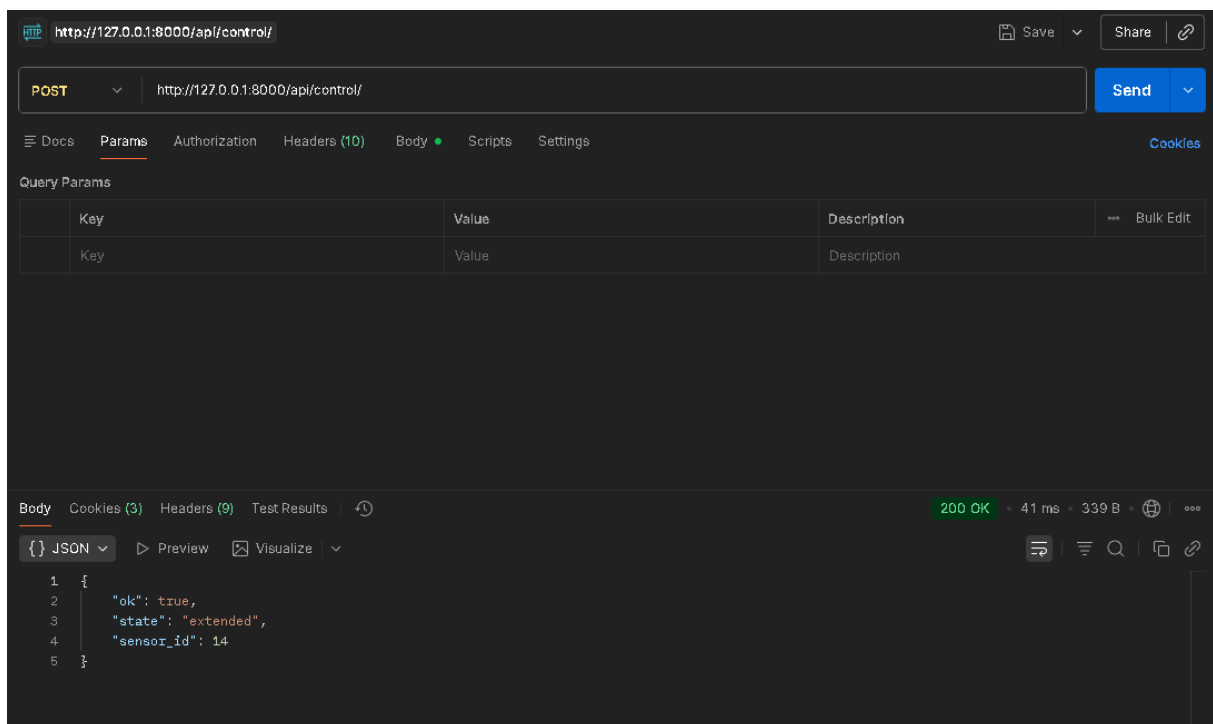 HTTP http://127.0.0.1:8000/api/control/ Save Share
POST http://127.0.0.1:8000/api/control/ Send
Docs Params Authorization Headers (10) Body Scripts Settings Cookies
Query Params
Key Value Description Bulk Edit
Key Value Description
Body Cookies (3) Headers (9) Test Results 200 OK 41 ms 339 B
{} JSON Preview Visualize
1 {
2 "ok": true,
3 "state": "extended",
4 "sensor_id": 14
5 }